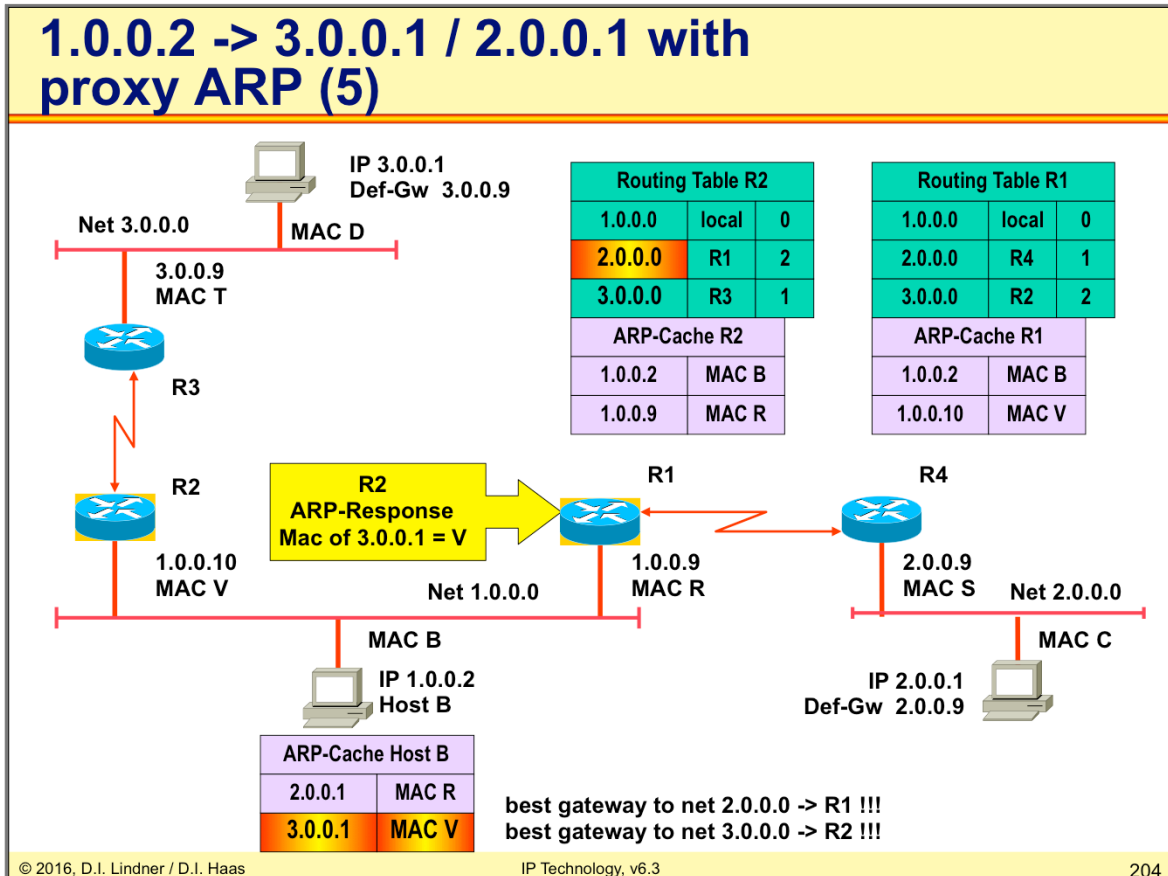 1.0.0.2 -> 3.0.0.1 / 2.0.0.1 with
proxy ARP (5)
IP 3.0.0.1
Def-Gw 3.0.0.9
Net 3.0.0.0
MAC D
3.0.0.9
MAC T
R3
Routing Table R2
1.0.0.0 local 0
2.0.0.0 R1 2
3.0.0.0 R3 1
ARP-Cache R2
1.0.0.2 MAC B
1.0.0.9 MAC R
Routing Table R1
1.0.0.0 local 0
2.0.0.0 R4 1
3.0.0.0 R2 2
ARP-Cache R1
1.0.0.2 MAC B
1.0.0.10 MAC V
R2
R2
ARP-Response
Mac of 3.0.0.1 = V
R1
R4
1.0.0.10
MAC V
Net 1.0.0.0
1.0.0.9
MAC R
2.0.0.9
MAC S
Net 2.0.0.0
MAC B
IP 1.0.0.2
Host B
MAC C
IP 2.0.0.1
Def-Gw 2.0.0.9
ARP-Cache Host B
2.0.0.1 MAC R
3.0.0.1 MAC V
best gateway to net 2.0.0.0 -> R1 !!!
best gateway to net 3.0.0.0 -> R2 !!!
© 2016, D.I. Lindner / D.I. Haas
IP Technology, v6.3
204